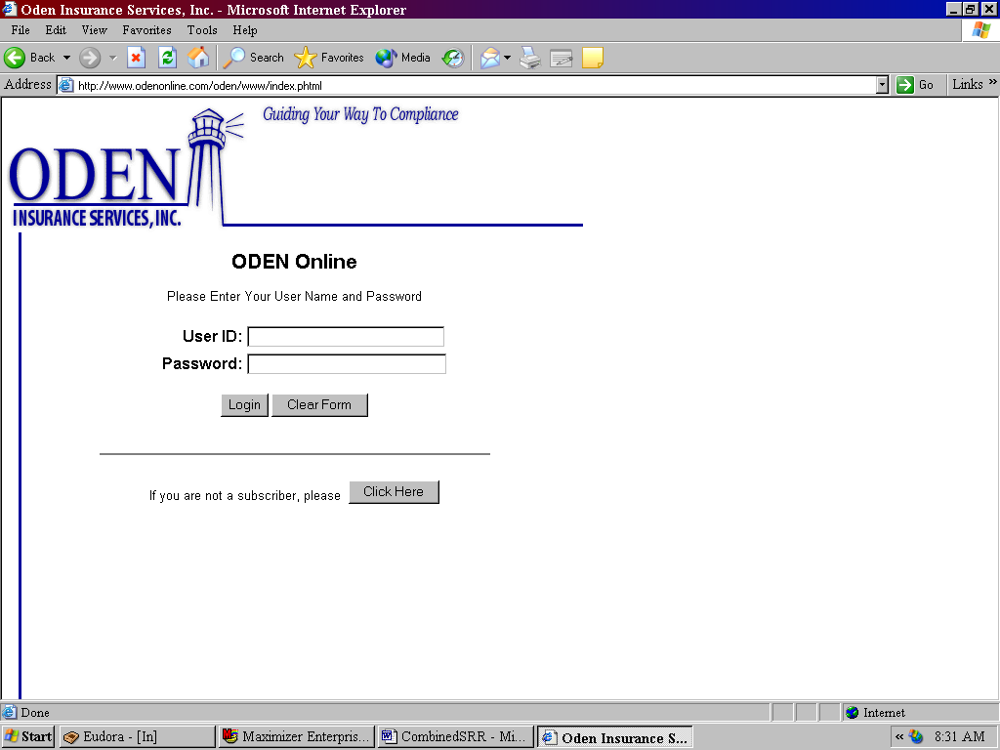 Oden Insurance Services, Inc. - Microsoft Internet Explorer
File Edit View Favorites Tools Help
Back Search Favorites Media
Address http://www.odenonline.com/oden/www/index.phtml Go Links »
Guiding Your Way To Compliance
ODEN
INSURANCE SERVICES, INC.
ODEN Online
Please Enter Your User Name and Password
User ID:
Password:
Login Clear Form
If you are not a subscriber, please Click Here
Done Internet
Start Eudora - [In] Maximizer Enterpris... CombinedSRR - Mi... Oden Insurance S... « 8:31 AM